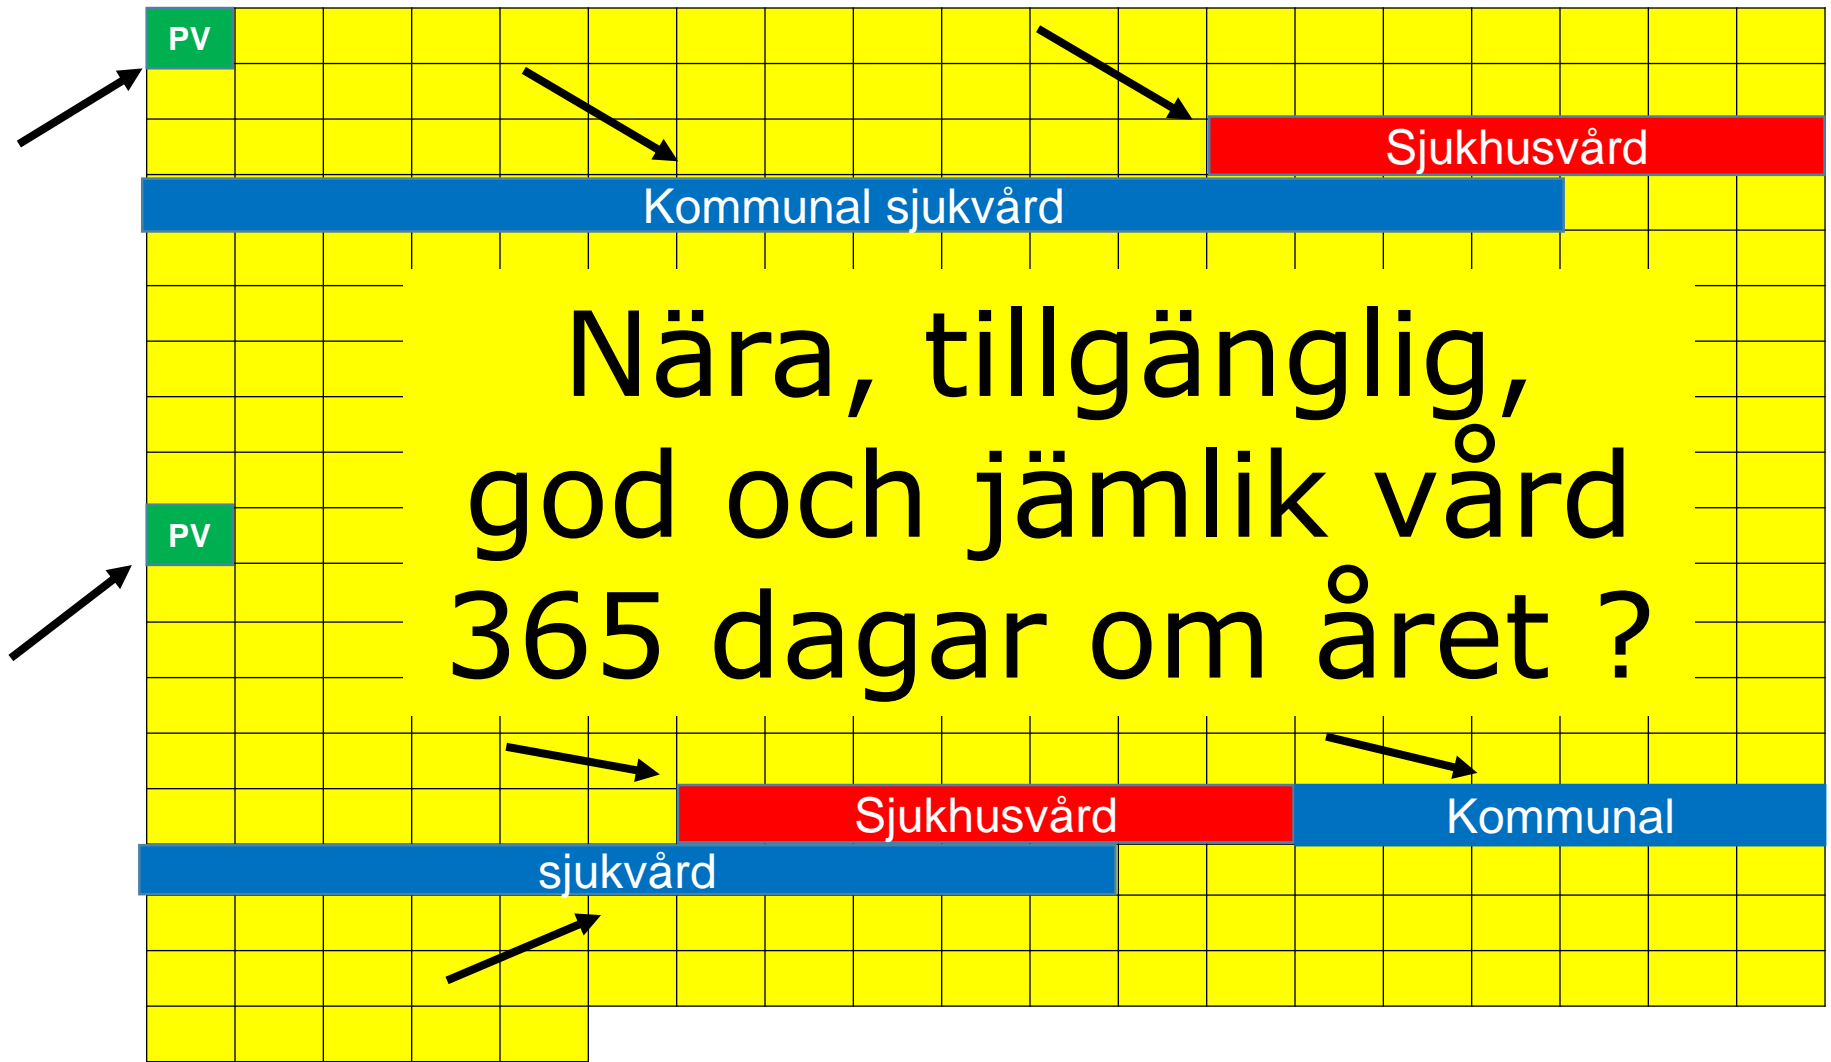 PV
Sjukhusvård
Kommunal sjukvård
Nära, tillgänglig,
god och jämlik vård
365 dagar om året ?
PV
Sjukhusvård
Kommunal
sjukvård